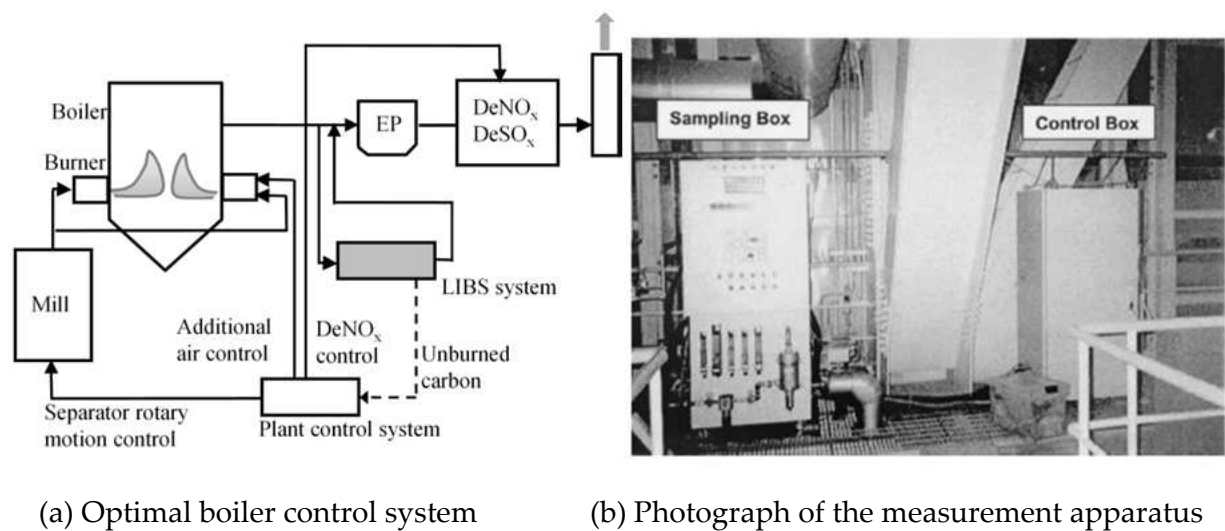 Boiler
Burner
Mill
EP
DeNOx
DeSOx
LIBS system
Additional
air control
DeNOx
control
Unburned
carbon
Separator rotary
motion control
Plant control system
Sampling Box
Control Box
(a) Optimal boiler control system
(b) Photograph of the measurement apparatus